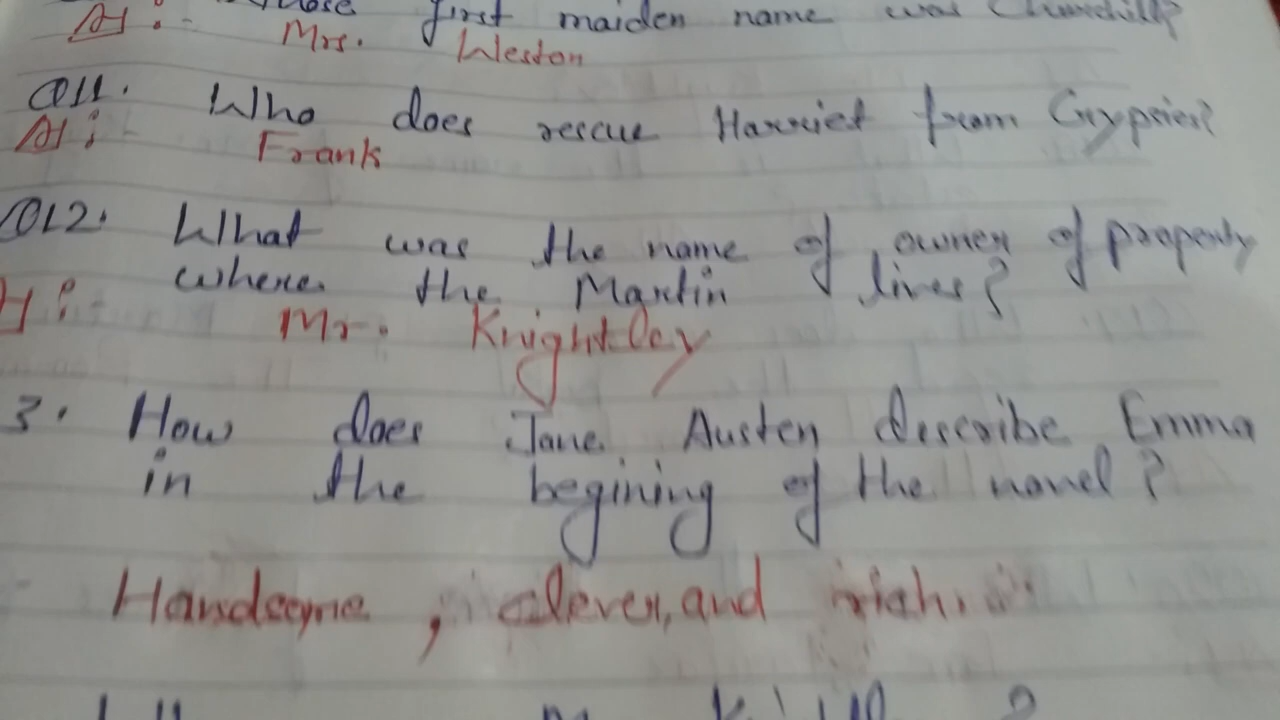 first maiden name was Churchill?
A: Mrs. Weston
Q11. Who does rescue Harriet from Gypsies?
A: Frank
Q12. What was the name of owner of property
where the Martin lives?
A: Mr. Knightley
3. How does Jane Austen describe Emma
in the begining of the novel?
Handsome, clever, and rich.